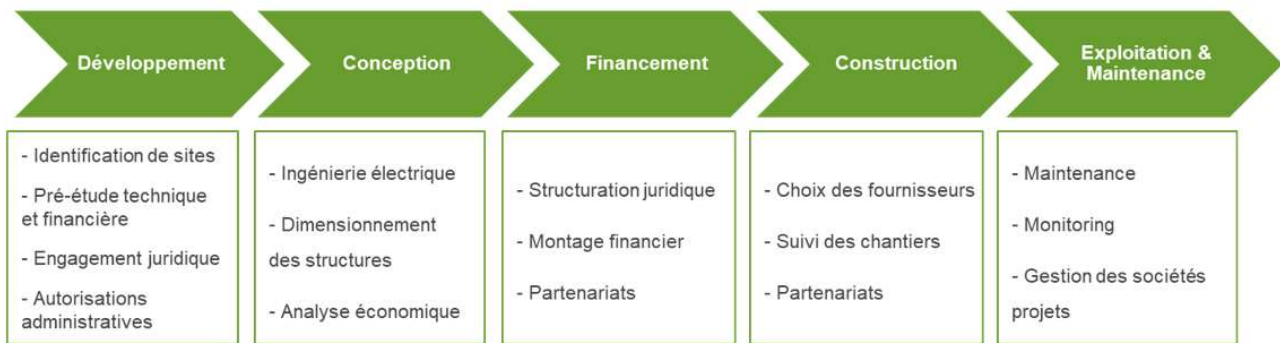 Développement
Conception
Financement
Construction
Exploitation &
Maintenance
- Identification de sites
- Pré-étude technique
et financière
- Engagement juridique
- Autorisations
administratives
- Ingénierie électrique
- Dimensionnement
des structures
- Analyse économique
- Structuration juridique
- Montage financier
- Partenariats
- Choix des fournisseurs
- Suivi des chantiers
- Partenariats
- Maintenance
- Monitoring
- Gestion des sociétés
projets